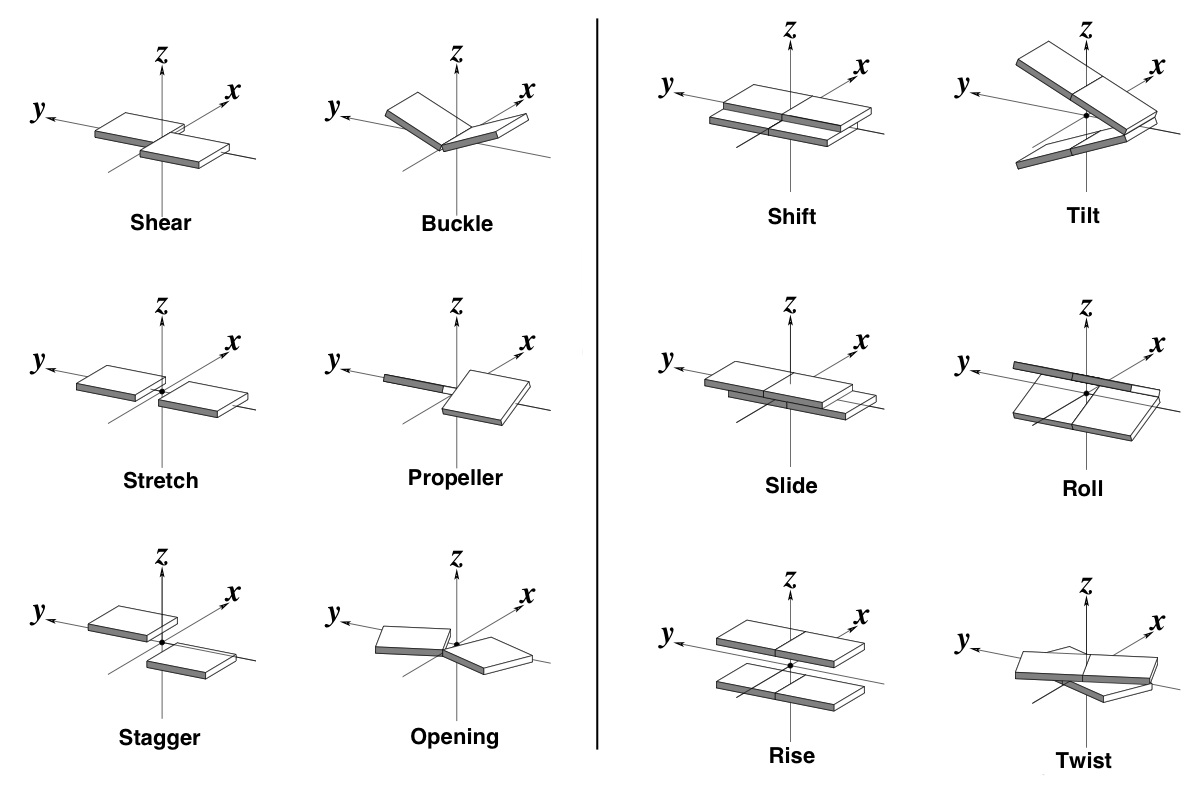 z
x
y
Shear
z
x
y
Buckle
z
x
y
Shift
z
x
y
Tilt
z
x
y
Stretch
z
x
y
Propeller
z
x
y
Slide
z
x
y
Roll
z
x
y
Stagger
z
x
y
Opening
z
x
y
Rise
z
x
y
Twist